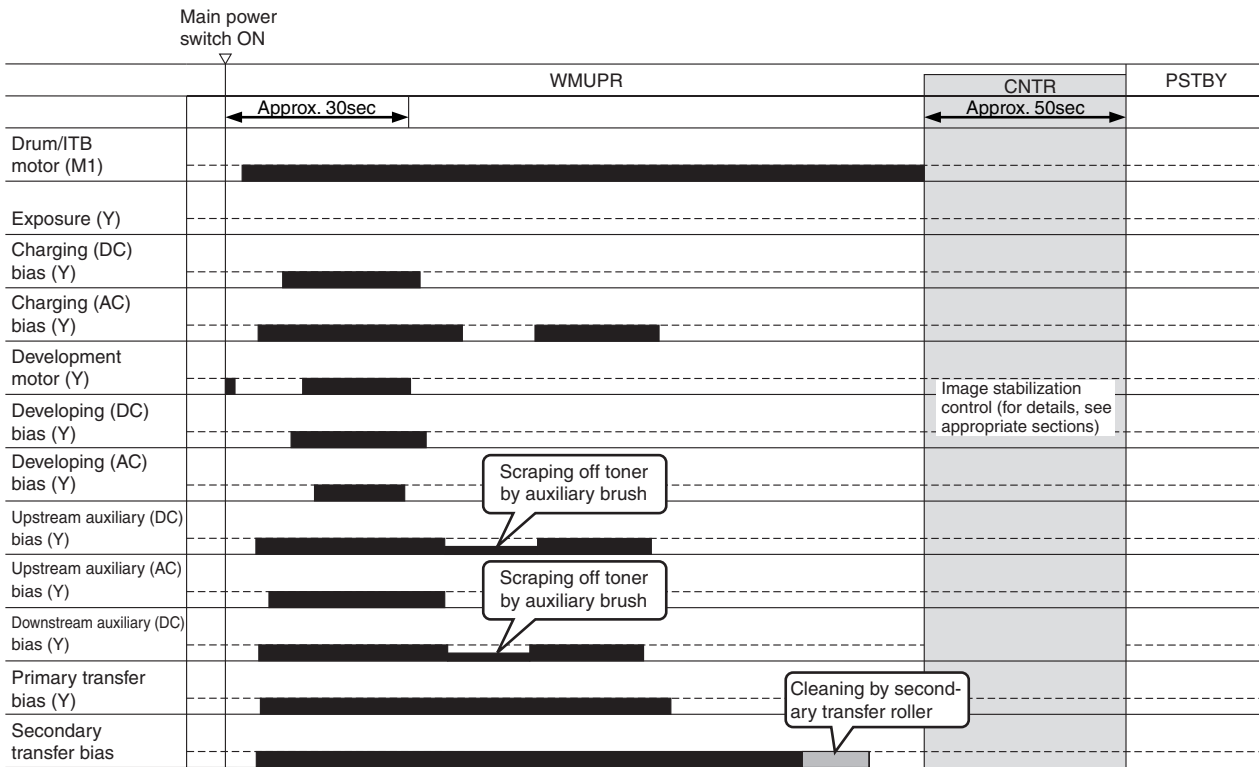 Main power
switch ON
WMUPR
CNTR
PSTBY
Approx. 30sec
Approx. 50sec
Drum/ITB
motor (M1)
Exposure (Y)
Charging (DC)
bias (Y)
Charging (AC)
bias (Y)
Development
motor (Y)
Image stabilization
control (for details, see
appropriate sections)
Developing (DC)
bias (Y)
Developing (AC)
bias (Y)
Scraping off toner
by auxiliary brush
Upstream auxiliary (DC)
bias (Y)
Upstream auxiliary (AC)
bias (Y)
Scraping off toner
by auxiliary brush
Downstream auxiliary (DC)
bias (Y)
Primary transfer
bias (Y)
Cleaning by second-
ary transfer roller
Secondary
transfer bias